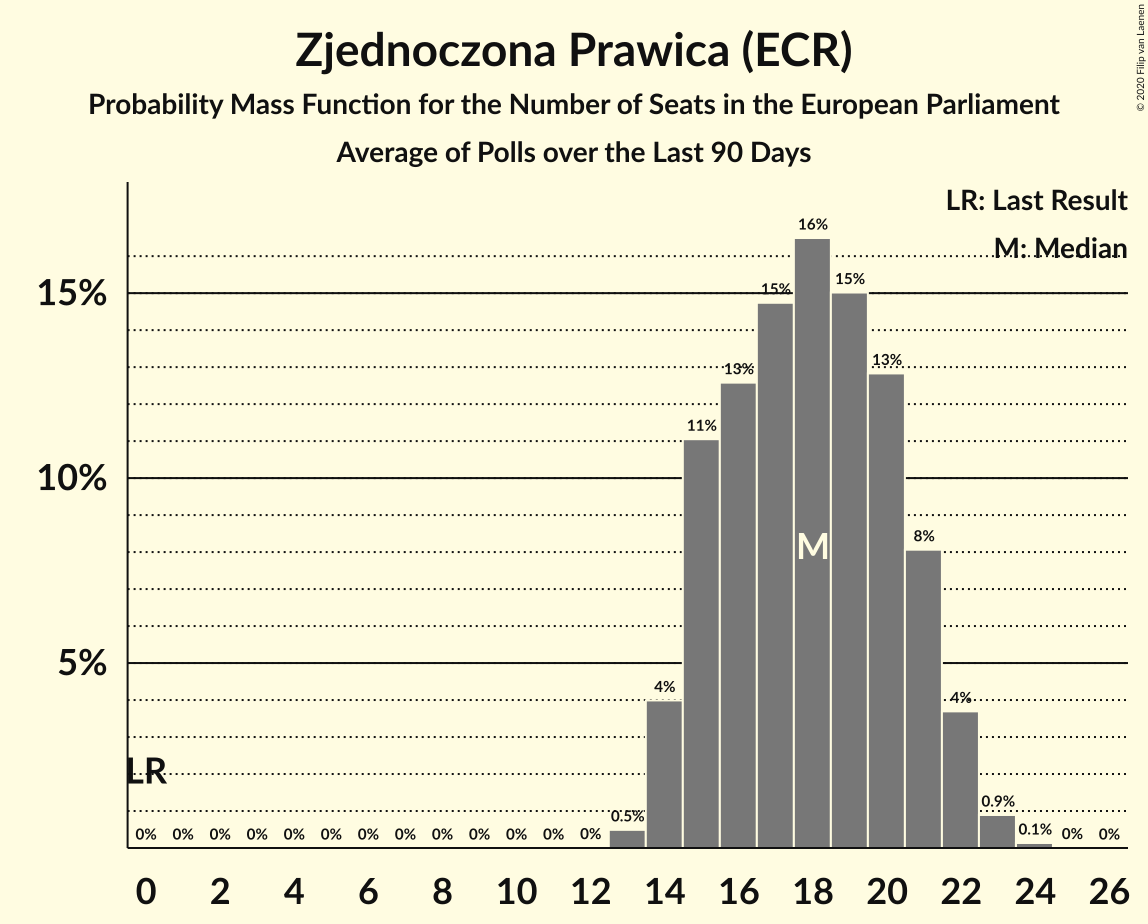 Zjednoczona Prawica (ECR)
Probability Mass Function for the Number of Seats in the European Parliament
Average of Polls over the Last 90 Days
© 2020 Filip van Laenen
LR: Last Result
M: Median
15%
10%
5%
0% 0% 0% 0% 0% 0% 0% 0% 0% 0% 0% 0% 0% 0.5% 4% 11% 13% 15% 16% 15% 13% 8% 4% 0.9% 0.1% 0% 0%
M
LR
0 2 4 6 8 10 12 14 16 18 20 22 24 26